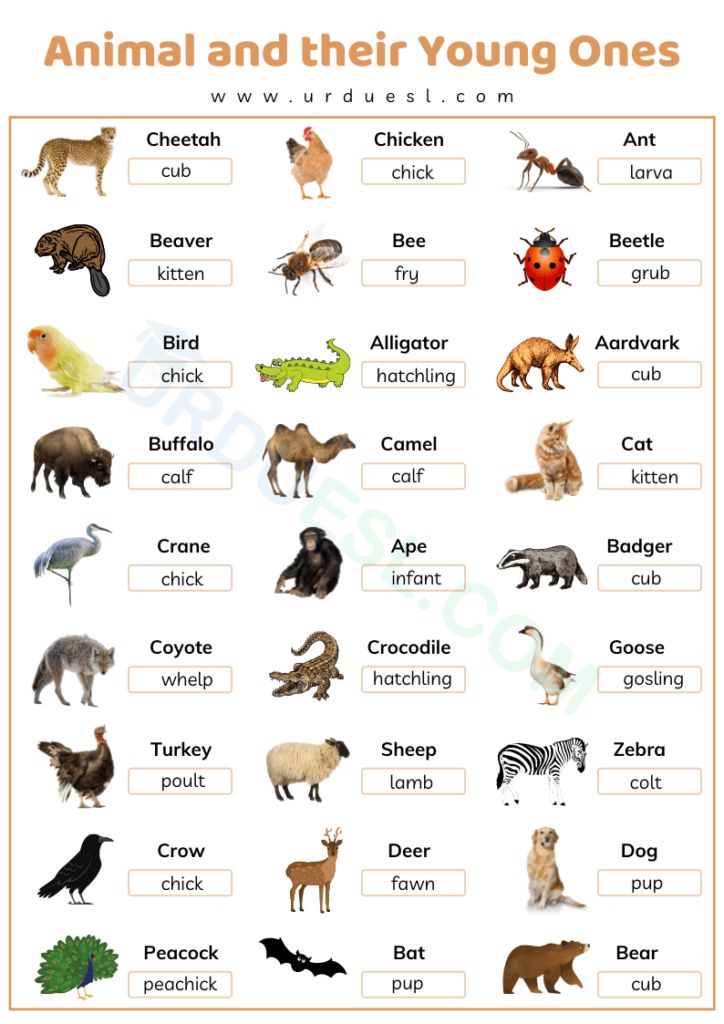 Animal and their Young Ones
www.urduesl.com
Cheetah
cub
Chicken
chick
Ant
larva
Beaver
kitten
Bee
fry
Beetle
grub
Bird
chick
Alligator
hatchling
Aardvark
cub
Buffalo
calf
Camel
calf
Cat
kitten
Crane
chick
Ape
infant
Badger
cub
Coyote
whelp
Crocodile
hatchling
Goose
gosling
Turkey
poult
Sheep
lamb
Zebra
colt
Crow
chick
Deer
fawn
Dog
pup
Peacock
peachick
Bat
pup
Bear
cub
URDUESL.COM